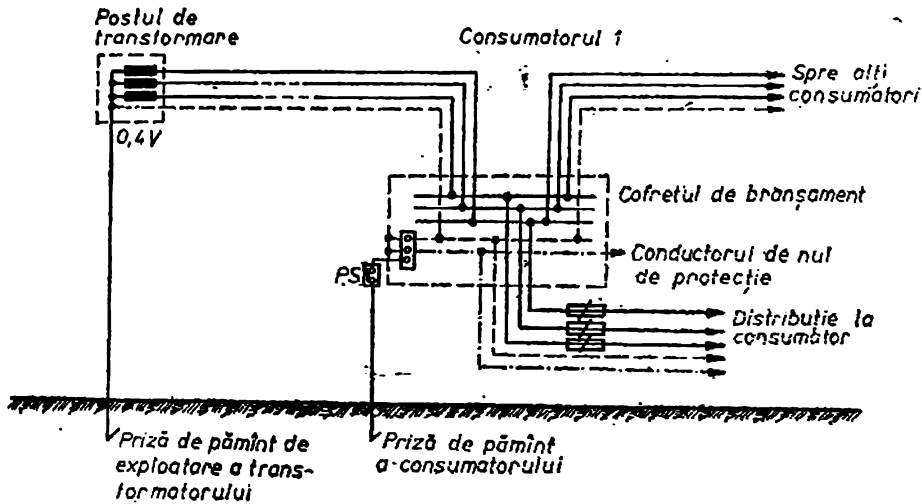 Postul de
transformare
Consumatorul 1
Spre alti
consumatori
0,4V
Cofretul de branșament
Conductorul de nul
de protecție
P.S.
Distributie la
consumator
Priză de pămînt de
exploatare a trans-
formatorului
Priză de pămînt
a consumatorului